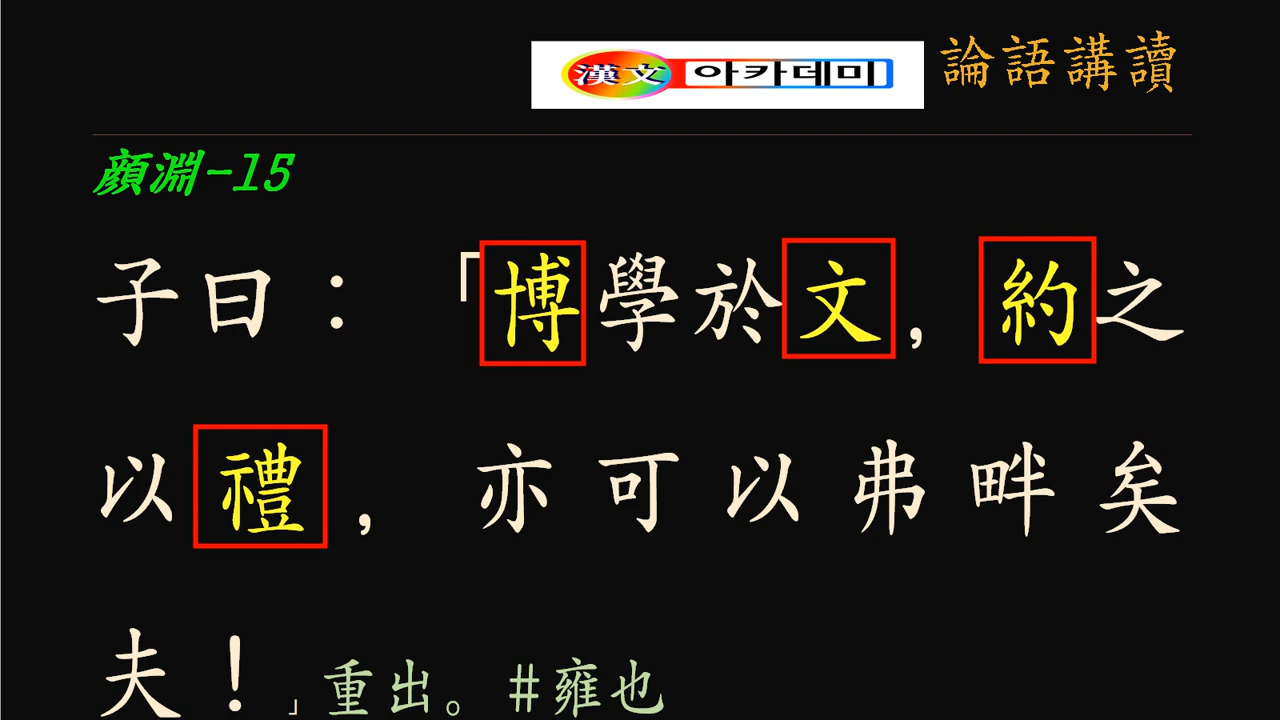 漢文 아카데미 論語講讀
顔淵-15
子曰：「博學於文，約之
以禮，亦可以弗畔矣
夫！」重出。#雍也